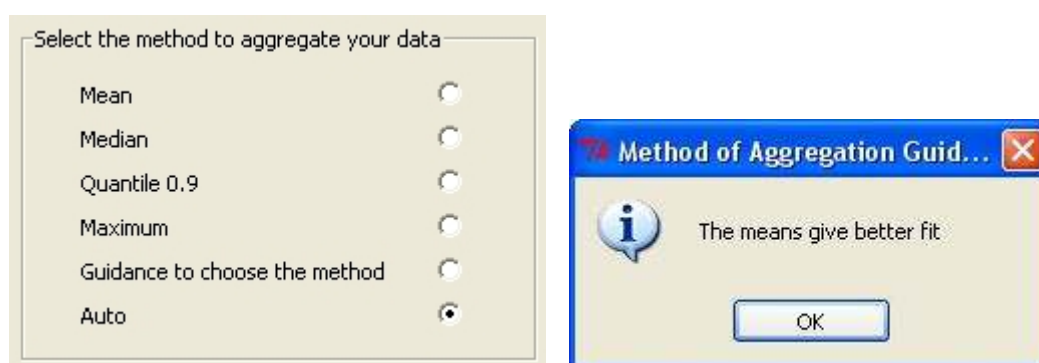 Select the method to aggregate your data
Mean
Median
Quantile 0.9
Maximum
Guidance to choose the method
Auto
Method of Aggregation Guid...
The means give better fit
OK